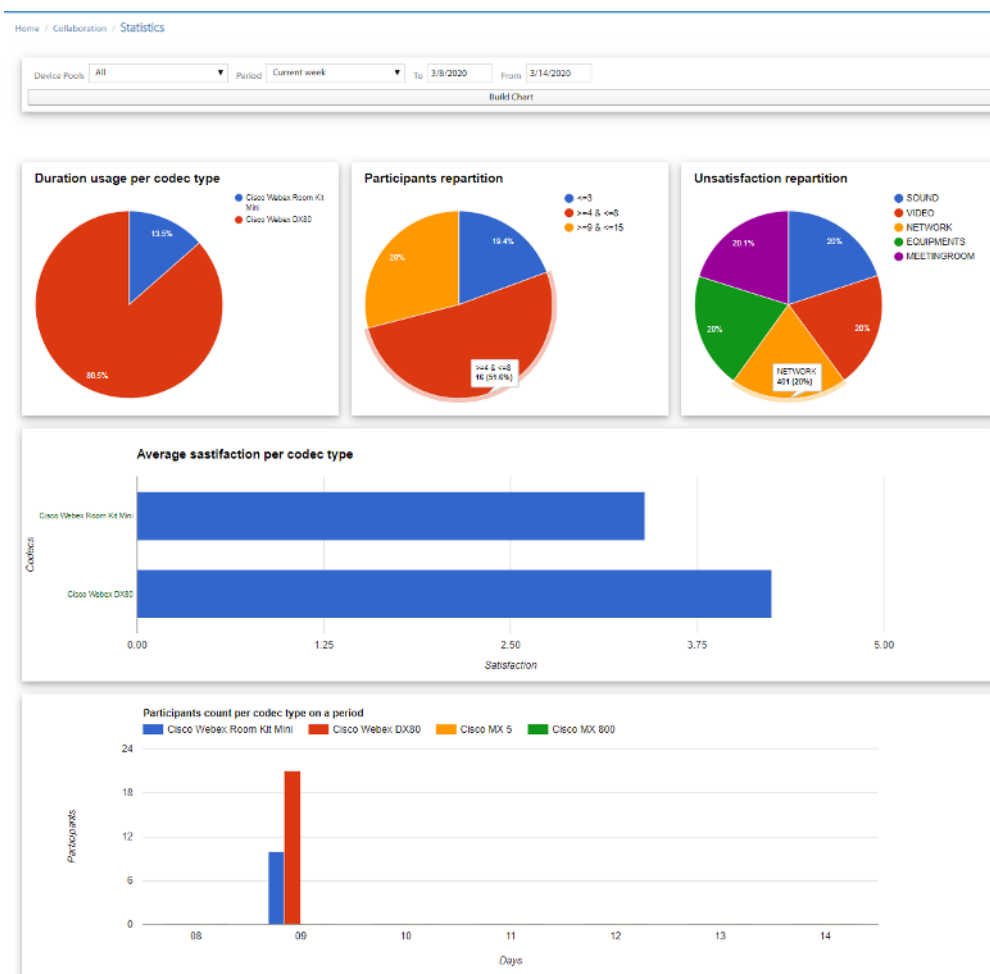 Home / Collaboration / Statistics
Device Pools All Period Current week To 3/8/2020 From 3/14/2020
Build Chart
Duration usage per codec type
Cisco Webex Room Kit
Mini
Cisco Webex DX80
13.5%
86.5%
Participants repartition
<=3
>=4 & <=8
>=9 & <=15
19.4%
29%
>=4 & <=8
16 (51.6%)
Unsatisfaction repartition
SOUND
VIDEO
NETWORK
EQUIPMENTS
MEETINGROOM
20.1%
20%
20%
20%
NETWORK
401 (20%)
Average sastifaction per codec type
Codecs
Cisco Webex Room Kit Mini
Cisco Webex DX80
0.00 1.25 2.50 3.75 5.00
Satisfaction
Participants count per codec type on a period
Cisco Webex Room Kit Mini Cisco Webex DX80 Cisco MX 5 Cisco MX 800
Participants
24
18
12
6
0
08 09 10 11 12 13 14
Days